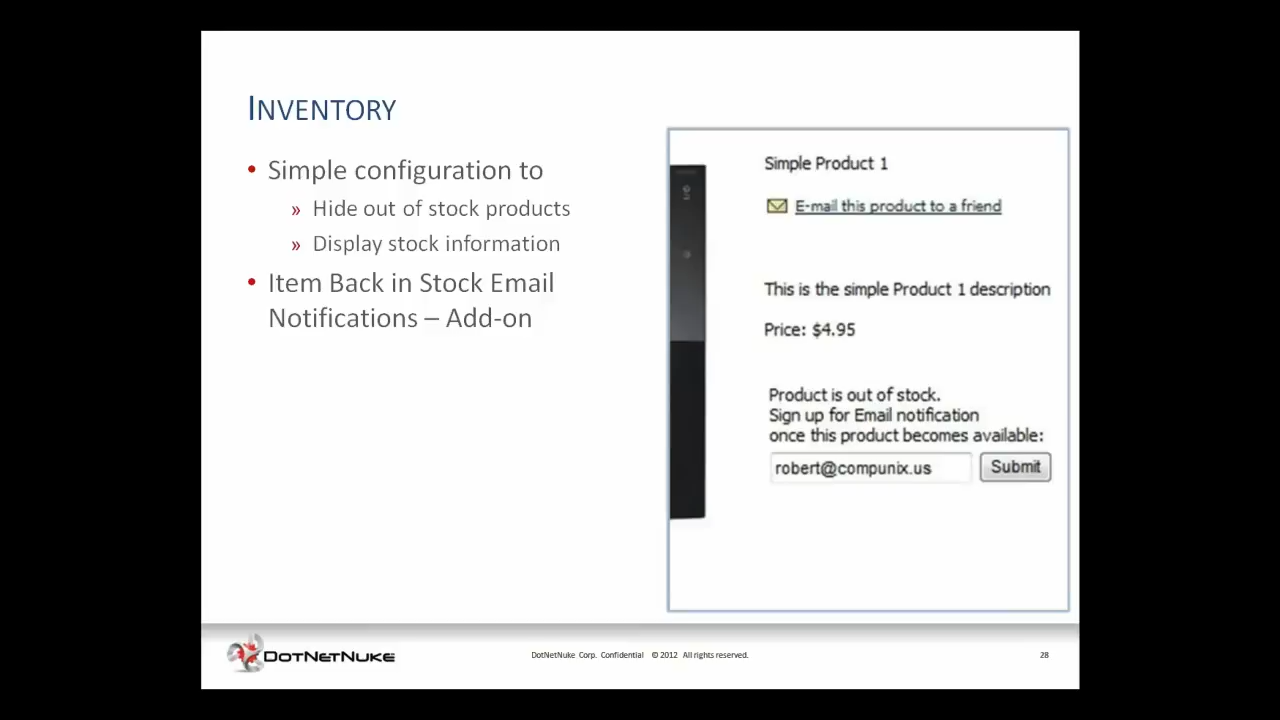 INVENTORY
• Simple configuration to
» Hide out of stock products
» Display stock information
• Item Back in Stock Email
Notifications – Add-on
Simple Product 1
E-mail this product to a friend
This is the simple Product 1 description
Price: $4.95
Product is out of stock.
Sign up for Email notification
once this product becomes available:
robert@compunix.us Submit
DotNetNuke
DotNetNuke Corp. Confidential © 2012 All rights reserved. 28